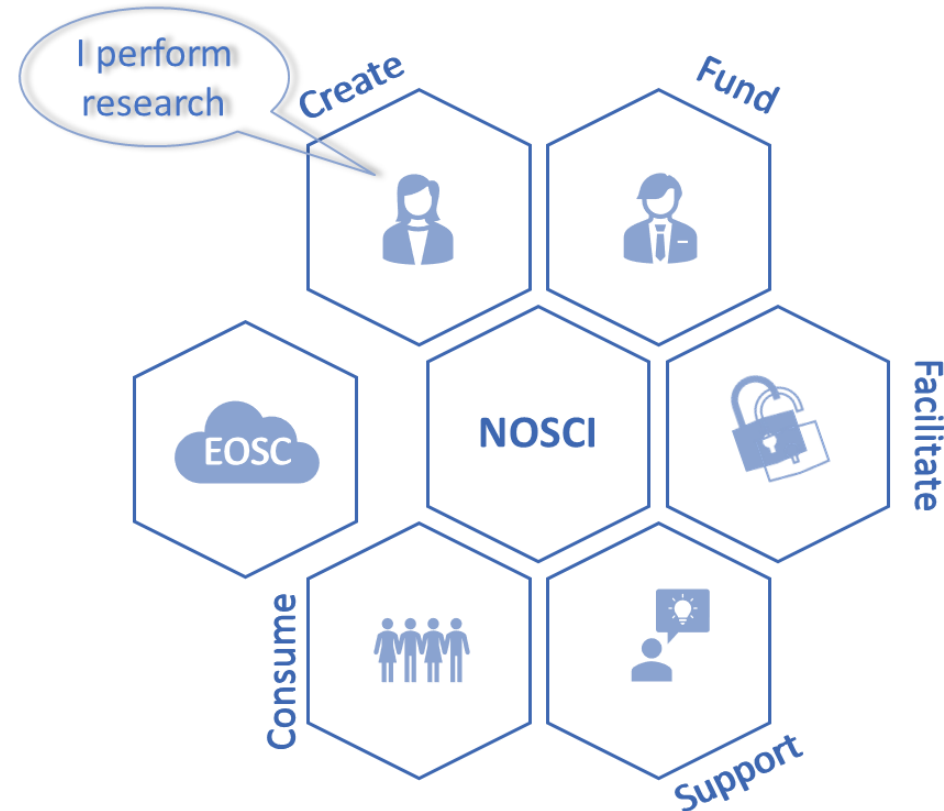 I perform
research
Create
Fund
Facilitate
NOSCI
EOSC
Consume
Support